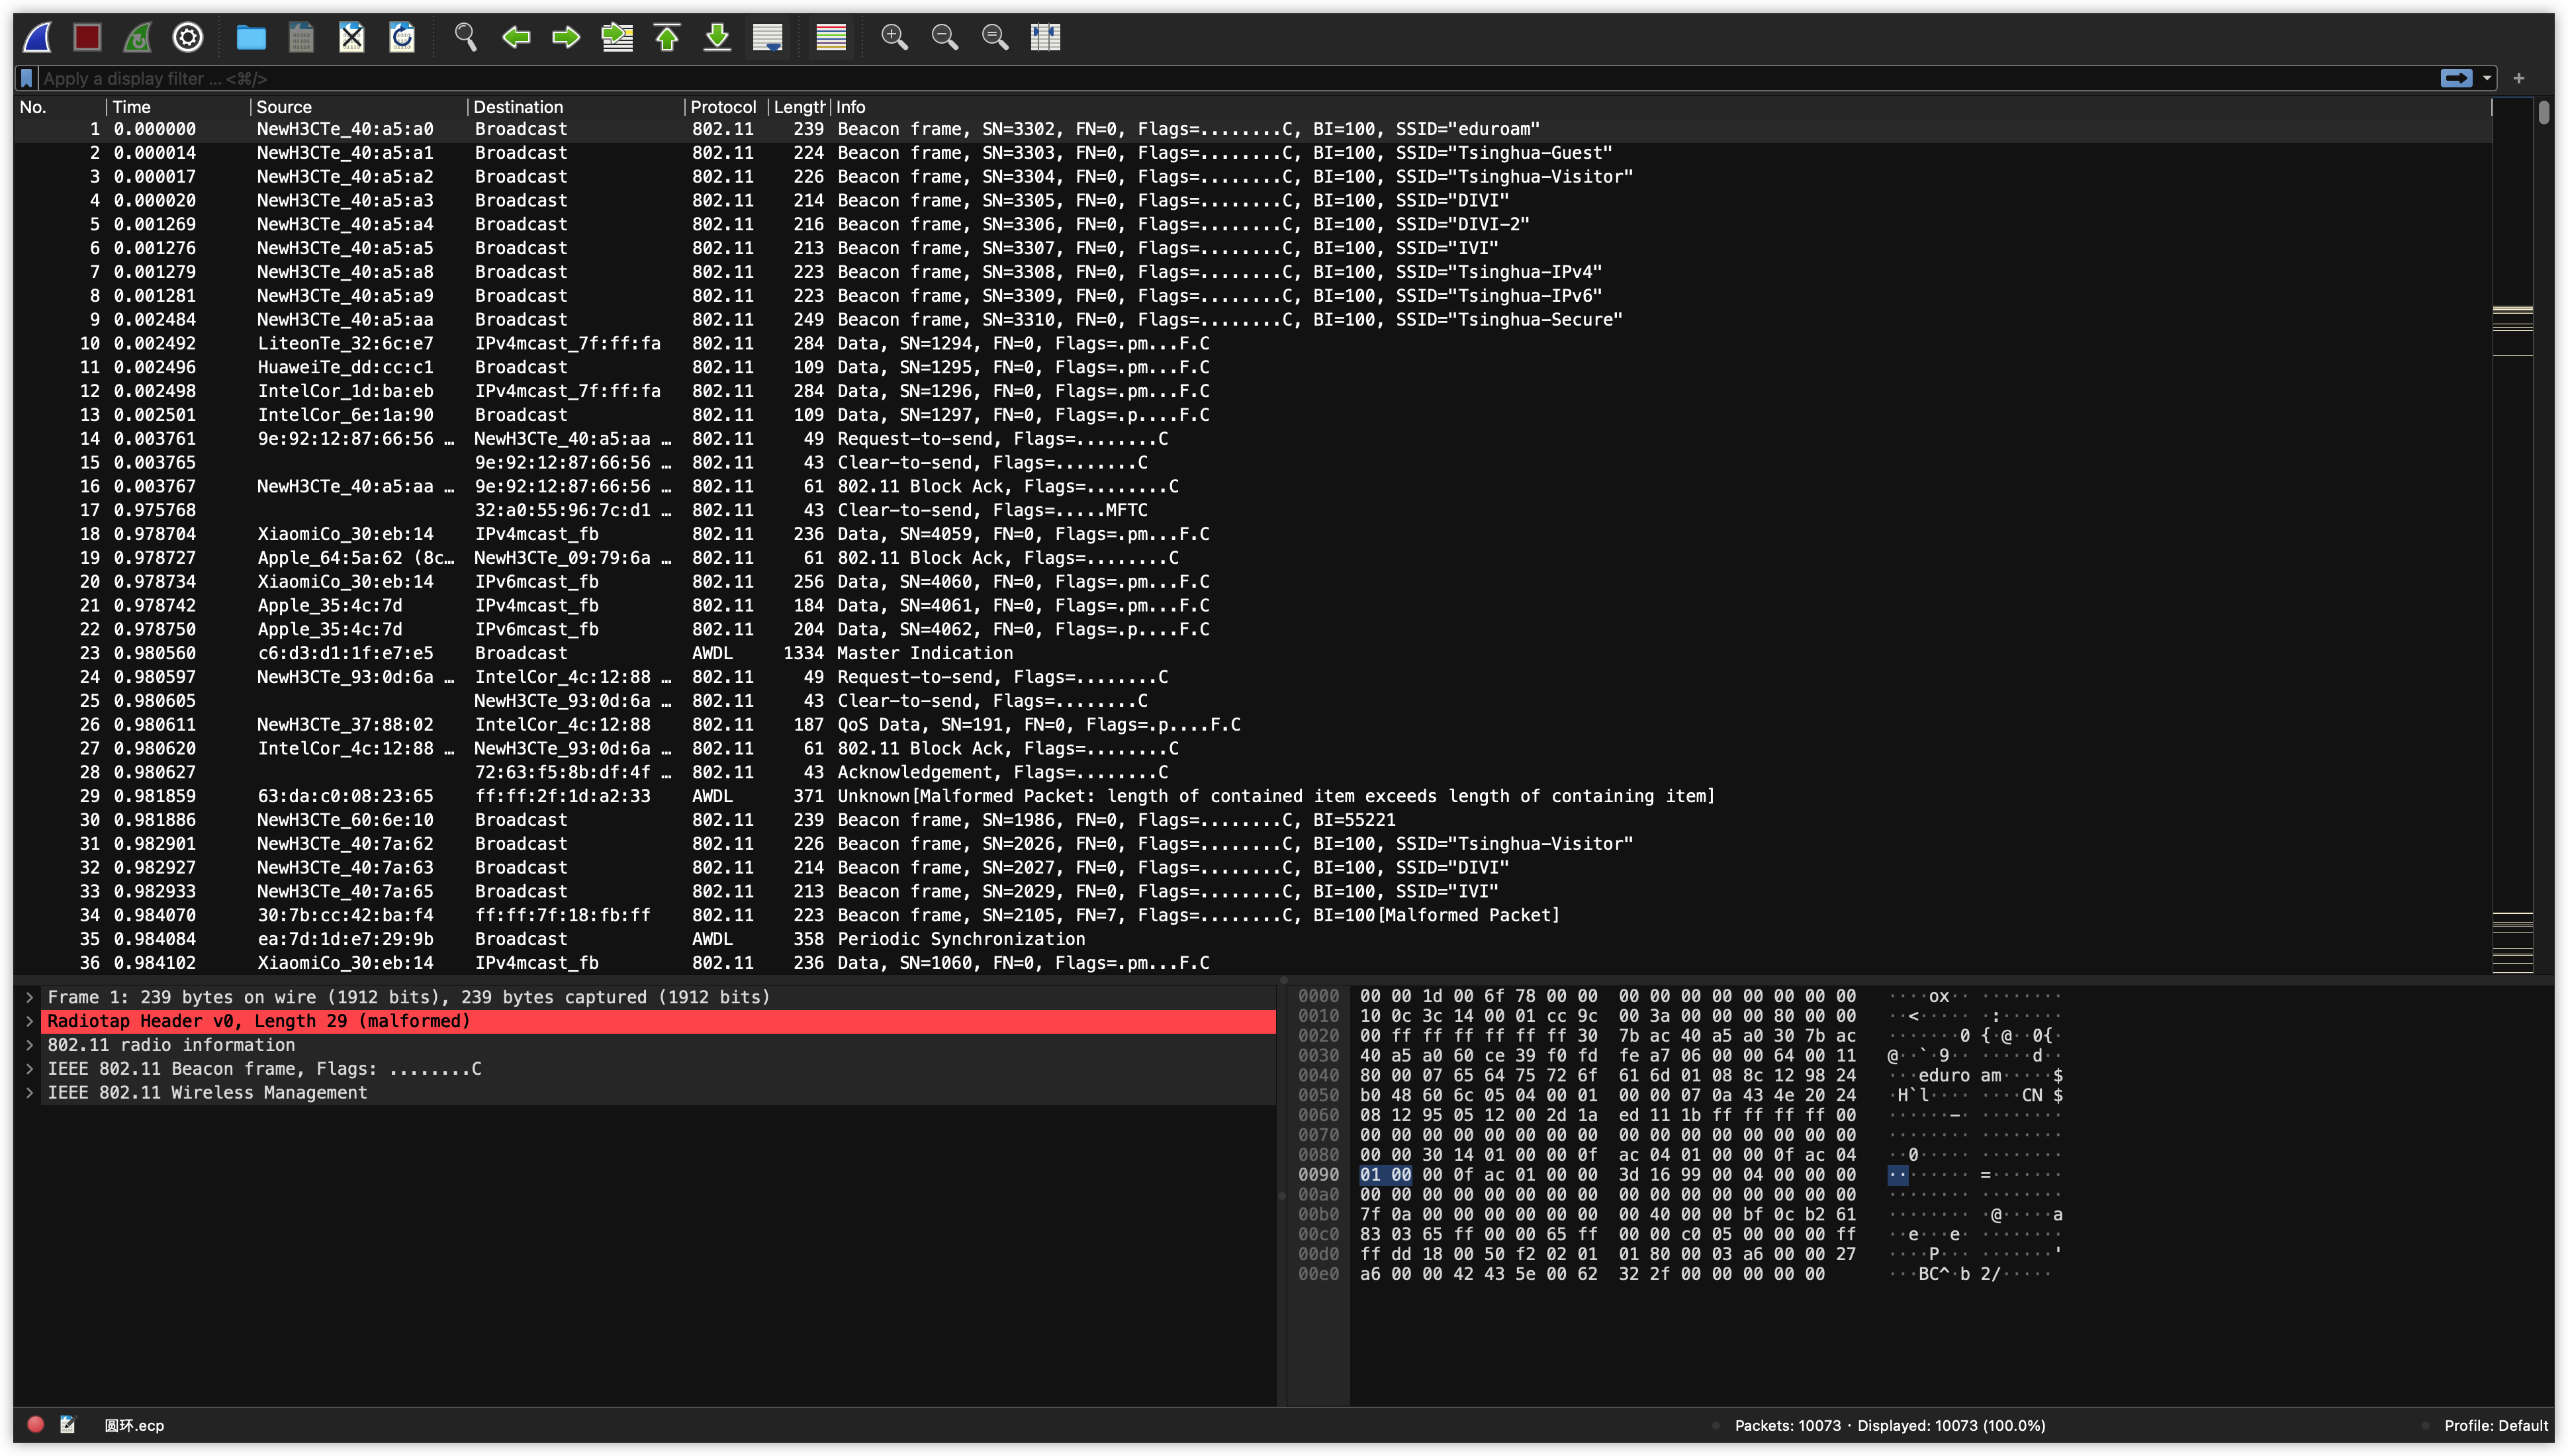 Apply a display filter ... <⌘/>
No. Time Source Destination Protocol Length Info
1 0.000000 NewH3CTe_40:a5:a0 Broadcast 802.11 239 Beacon frame, SN=3302, FN=0, Flags=........C, BI=100, SSID="eduroam"
2 0.000014 NewH3CTe_40:a5:a1 Broadcast 802.11 224 Beacon frame, SN=3303, FN=0, Flags=........C, BI=100, SSID="Tsinghua-Guest"
3 0.000017 NewH3CTe_40:a5:a2 Broadcast 802.11 226 Beacon frame, SN=3304, FN=0, Flags=........C, BI=100, SSID="Tsinghua-Visitor"
4 0.000020 NewH3CTe_40:a5:a3 Broadcast 802.11 214 Beacon frame, SN=3305, FN=0, Flags=........C, BI=100, SSID="DIVI"
5 0.001269 NewH3CTe_40:a5:a4 Broadcast 802.11 216 Beacon frame, SN=3306, FN=0, Flags=........C, BI=100, SSID="DIVI-2"
6 0.001276 NewH3CTe_40:a5:a5 Broadcast 802.11 213 Beacon frame, SN=3307, FN=0, Flags=........C, BI=100, SSID="IVI"
7 0.001279 NewH3CTe_40:a5:a8 Broadcast 802.11 223 Beacon frame, SN=3308, FN=0, Flags=........C, BI=100, SSID="Tsinghua-IPv4"
8 0.001281 NewH3CTe_40:a5:a9 Broadcast 802.11 223 Beacon frame, SN=3309, FN=0, Flags=........C, BI=100, SSID="Tsinghua-IPv6"
9 0.002484 NewH3CTe_40:a5:aa Broadcast 802.11 249 Beacon frame, SN=3310, FN=0, Flags=........C, BI=100, SSID="Tsinghua-Secure"
10 0.002492 LiteonTe_32:6c:e7 IPv4mcast_7f:ff:fa 802.11 284 Data, SN=1294, FN=0, Flags=.pm...F.C
11 0.002496 HuaweiTe_dd:cc:c1 Broadcast 802.11 109 Data, SN=1295, FN=0, Flags=.pm...F.C
12 0.002498 IntelCor_1d:ba:eb IPv4mcast_7f:ff:fa 802.11 284 Data, SN=1296, FN=0, Flags=.pm...F.C
13 0.002501 IntelCor_6e:1a:90 Broadcast 802.11 109 Data, SN=1297, FN=0, Flags=.p....F.C
14 0.003761 9e:92:12:87:66:56 … NewH3CTe_40:a5:aa … 802.11 49 Request-to-send, Flags=........C
15 0.003765 9e:92:12:87:66:56 … 802.11 43 Clear-to-send, Flags=........C
16 0.003767 NewH3CTe_40:a5:aa … 9e:92:12:87:66:56 … 802.11 61 802.11 Block Ack, Flags=........C
17 0.975768 32:a0:55:96:7c:d1 … 802.11 43 Clear-to-send, Flags=.....MFTC
18 0.978704 XiaomiCo_30:eb:14 IPv4mcast_fb 802.11 236 Data, SN=4059, FN=0, Flags=.pm...F.C
19 0.978727 Apple_64:5a:62 (8c… NewH3CTe_09:79:6a … 802.11 61 802.11 Block Ack, Flags=........C
20 0.978734 XiaomiCo_30:eb:14 IPv6mcast_fb 802.11 256 Data, SN=4060, FN=0, Flags=.pm...F.C
21 0.978742 Apple_35:4c:7d IPv4mcast_fb 802.11 184 Data, SN=4061, FN=0, Flags=.pm...F.C
22 0.978750 Apple_35:4c:7d IPv6mcast_fb 802.11 204 Data, SN=4062, FN=0, Flags=.p....F.C
23 0.980560 c6:d3:d1:1f:e7:e5 Broadcast AWDL 1334 Master Indication
24 0.980597 NewH3CTe_93:0d:6a … IntelCor_4c:12:88 … 802.11 49 Request-to-send, Flags=........C
25 0.980605 NewH3CTe_93:0d:6a … 802.11 43 Clear-to-send, Flags=........C
26 0.980611 NewH3CTe_37:88:02 IntelCor_4c:12:88 802.11 187 QoS Data, SN=191, FN=0, Flags=.p....F.C
27 0.980620 IntelCor_4c:12:88 … NewH3CTe_93:0d:6a … 802.11 61 802.11 Block Ack, Flags=........C
28 0.980627 72:63:f5:8b:df:4f … 802.11 43 Acknowledgement, Flags=........C
29 0.981859 63:da:c0:08:23:65 ff:ff:2f:1d:a2:33 AWDL 371 Unknown[Malformed Packet: length of contained item exceeds length of containing item]
30 0.981886 NewH3CTe_60:6e:10 Broadcast 802.11 239 Beacon frame, SN=1986, FN=0, Flags=........C, BI=55221
31 0.982901 NewH3CTe_40:7a:62 Broadcast 802.11 226 Beacon frame, SN=2026, FN=0, Flags=........C, BI=100, SSID="Tsinghua-Visitor"
32 0.982927 NewH3CTe_40:7a:63 Broadcast 802.11 214 Beacon frame, SN=2027, FN=0, Flags=........C, BI=100, SSID="DIVI"
33 0.982933 NewH3CTe_40:7a:65 Broadcast 802.11 213 Beacon frame, SN=2029, FN=0, Flags=........C, BI=100, SSID="IVI"
34 0.984070 30:7b:cc:42:ba:f4 ff:ff:7f:18:fb:ff 802.11 223 Beacon frame, SN=2105, FN=7, Flags=........C, BI=100[Malformed Packet]
35 0.984084 ea:7d:1d:e7:29:9b Broadcast AWDL 358 Periodic Synchronization
36 0.984102 XiaomiCo_30:eb:14 IPv4mcast_fb 802.11 236 Data, SN=1060, FN=0, Flags=.pm...F.C
Frame 1: 239 bytes on wire (1912 bits), 239 bytes captured (1912 bits)
Radiotap Header v0, Length 29 (malformed)
802.11 radio information
IEEE 802.11 Beacon frame, Flags: ........C
IEEE 802.11 Wireless Management
0000 00 00 1d 00 6f 78 00 00 00 00 00 00 00 00 00 00 ····ox·· ········
0010 10 0c 3c 14 00 01 cc 9c 00 3a 00 00 00 80 00 00 ··<····· ·:······
0020 00 ff ff ff ff ff ff 30 7b ac 40 a5 a0 30 7b ac ·······0 {·@··0{·
0030 40 a5 a0 60 ce 39 f0 fd fe a7 06 00 00 64 00 11 @··`·9·· ·····d··
0040 80 00 07 65 64 75 72 6f 61 6d 01 08 8c 12 98 24 ···eduro am·····$
0050 b0 48 60 6c 05 04 00 01 00 00 07 0a 43 4e 20 24 ·H`l···· ····CN $
0060 08 12 95 05 12 00 2d 1a ed 11 1b ff ff ff ff 00 ······-· ········
0070 00 00 00 00 00 00 00 00 00 00 00 00 00 00 00 00 ········ ········
0080 00 00 30 14 01 00 00 0f ac 04 01 00 00 0f ac 04 ··0····· ········
0090 01 00 00 0f ac 01 00 00 3d 16 99 00 04 00 00 00 ········ =·······
00a0 00 00 00 00 00 00 00 00 00 00 00 00 00 00 00 00 ········ ········
00b0 7f 0a 00 00 00 00 00 00 00 40 00 00 bf 0c b2 61 ········ ·@·····a
00c0 83 03 65 ff 00 00 65 ff 00 00 c0 05 00 00 00 ff ··e···e· ········
00d0 ff dd 18 00 50 f2 02 01 01 80 00 03 a6 00 00 27 ····P··· ·······'
00e0 a6 00 00 42 43 5e 00 62 32 2f 00 00 00 00 00 ···BC^·b 2/·····
圆环.ecp
Packets: 10073 · Displayed: 10073 (100.0%)
Profile: Default